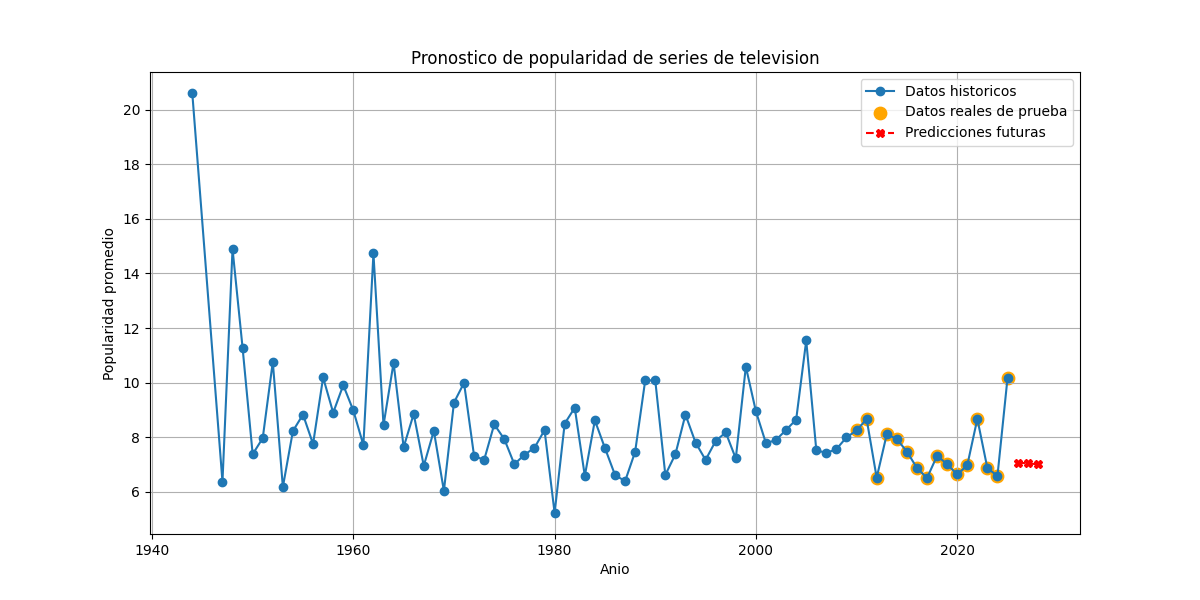 Pronostico de popularidad de series de television
Datos historicos
Datos reales de prueba
Predicciones futuras
Popularidad promedio
20
18
16
14
12
10
8
6
1940
1960
1980
2000
2020
Anio